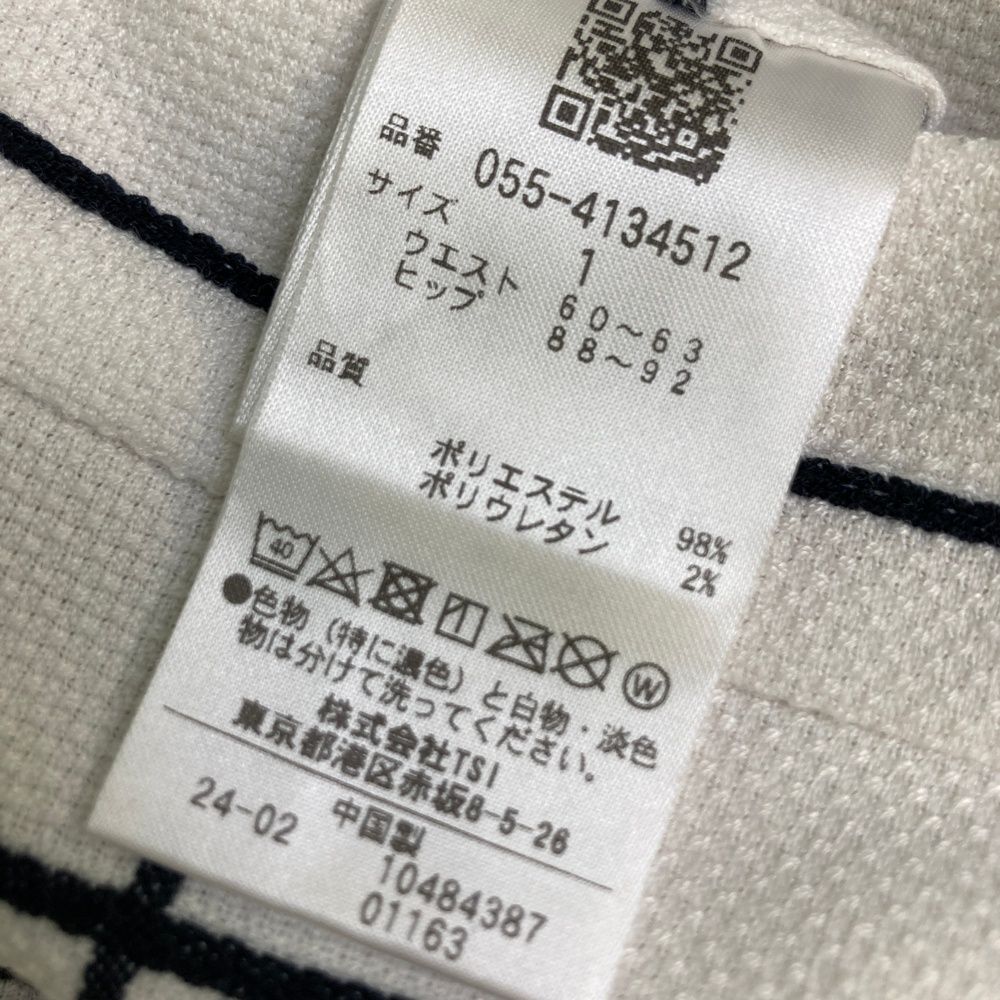 品番 055-4134512
サイズ 1
ウエスト 60～63
ヒップ 88～92
品質
ポリエステル 98%
ポリウレタン 2%
40
W
●色物(特に濃色)と白物・淡色
物は分けて洗ってください。
株式会社TSI
東京都港区赤坂8-5-26
24-02 中国製
10484387
01163